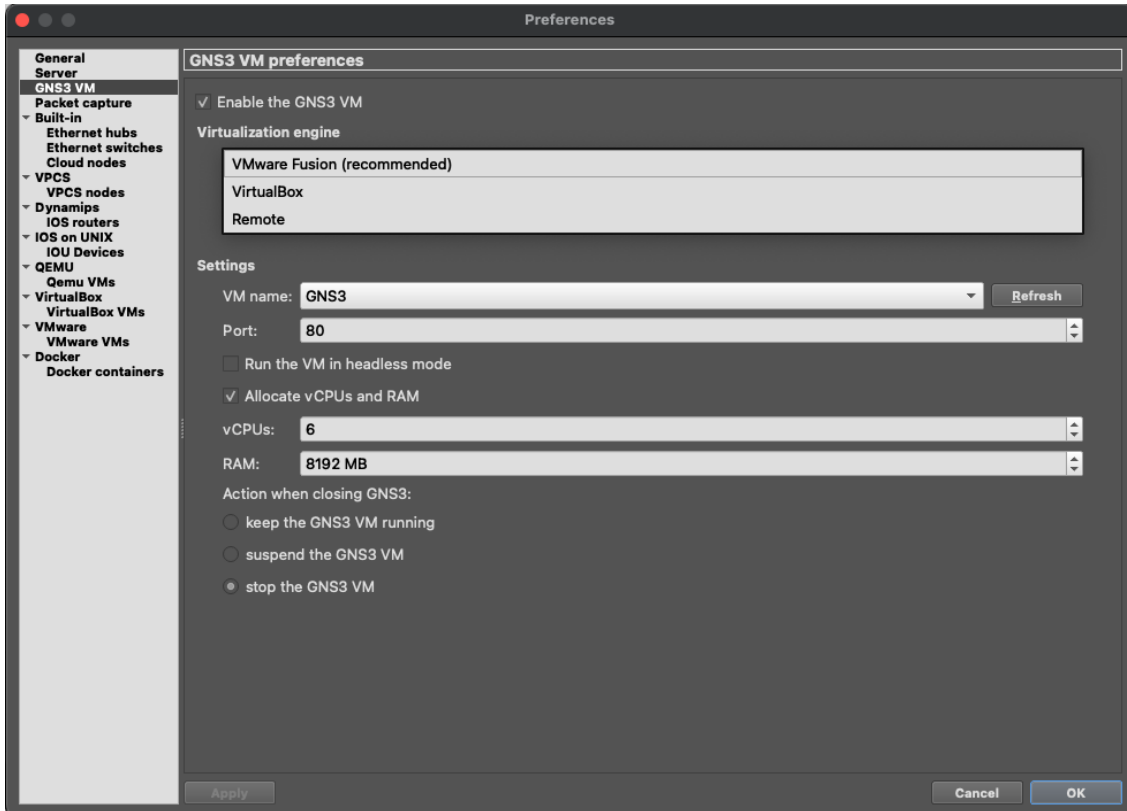 Preferences
General
Server
GNS3 VM
Packet capture
Built-in
Ethernet hubs
Ethernet switches
Cloud nodes
VPCS
VPCS nodes
Dynamips
IOS routers
IOS on UNIX
IOU Devices
QEMU
Qemu VMs
VirtualBox
VirtualBox VMs
VMware
VMware VMs
Docker
Docker containers
GNS3 VM preferences
Enable the GNS3 VM
Virtualization engine
VMware Fusion (recommended)
VirtualBox
Remote
Settings
VM name: GNS3 Refresh
Port: 80
Run the VM in headless mode
Allocate vCPUs and RAM
vCPUs: 6
RAM: 8192 MB
Action when closing GNS3:
keep the GNS3 VM running
suspend the GNS3 VM
stop the GNS3 VM
Apply Cancel OK